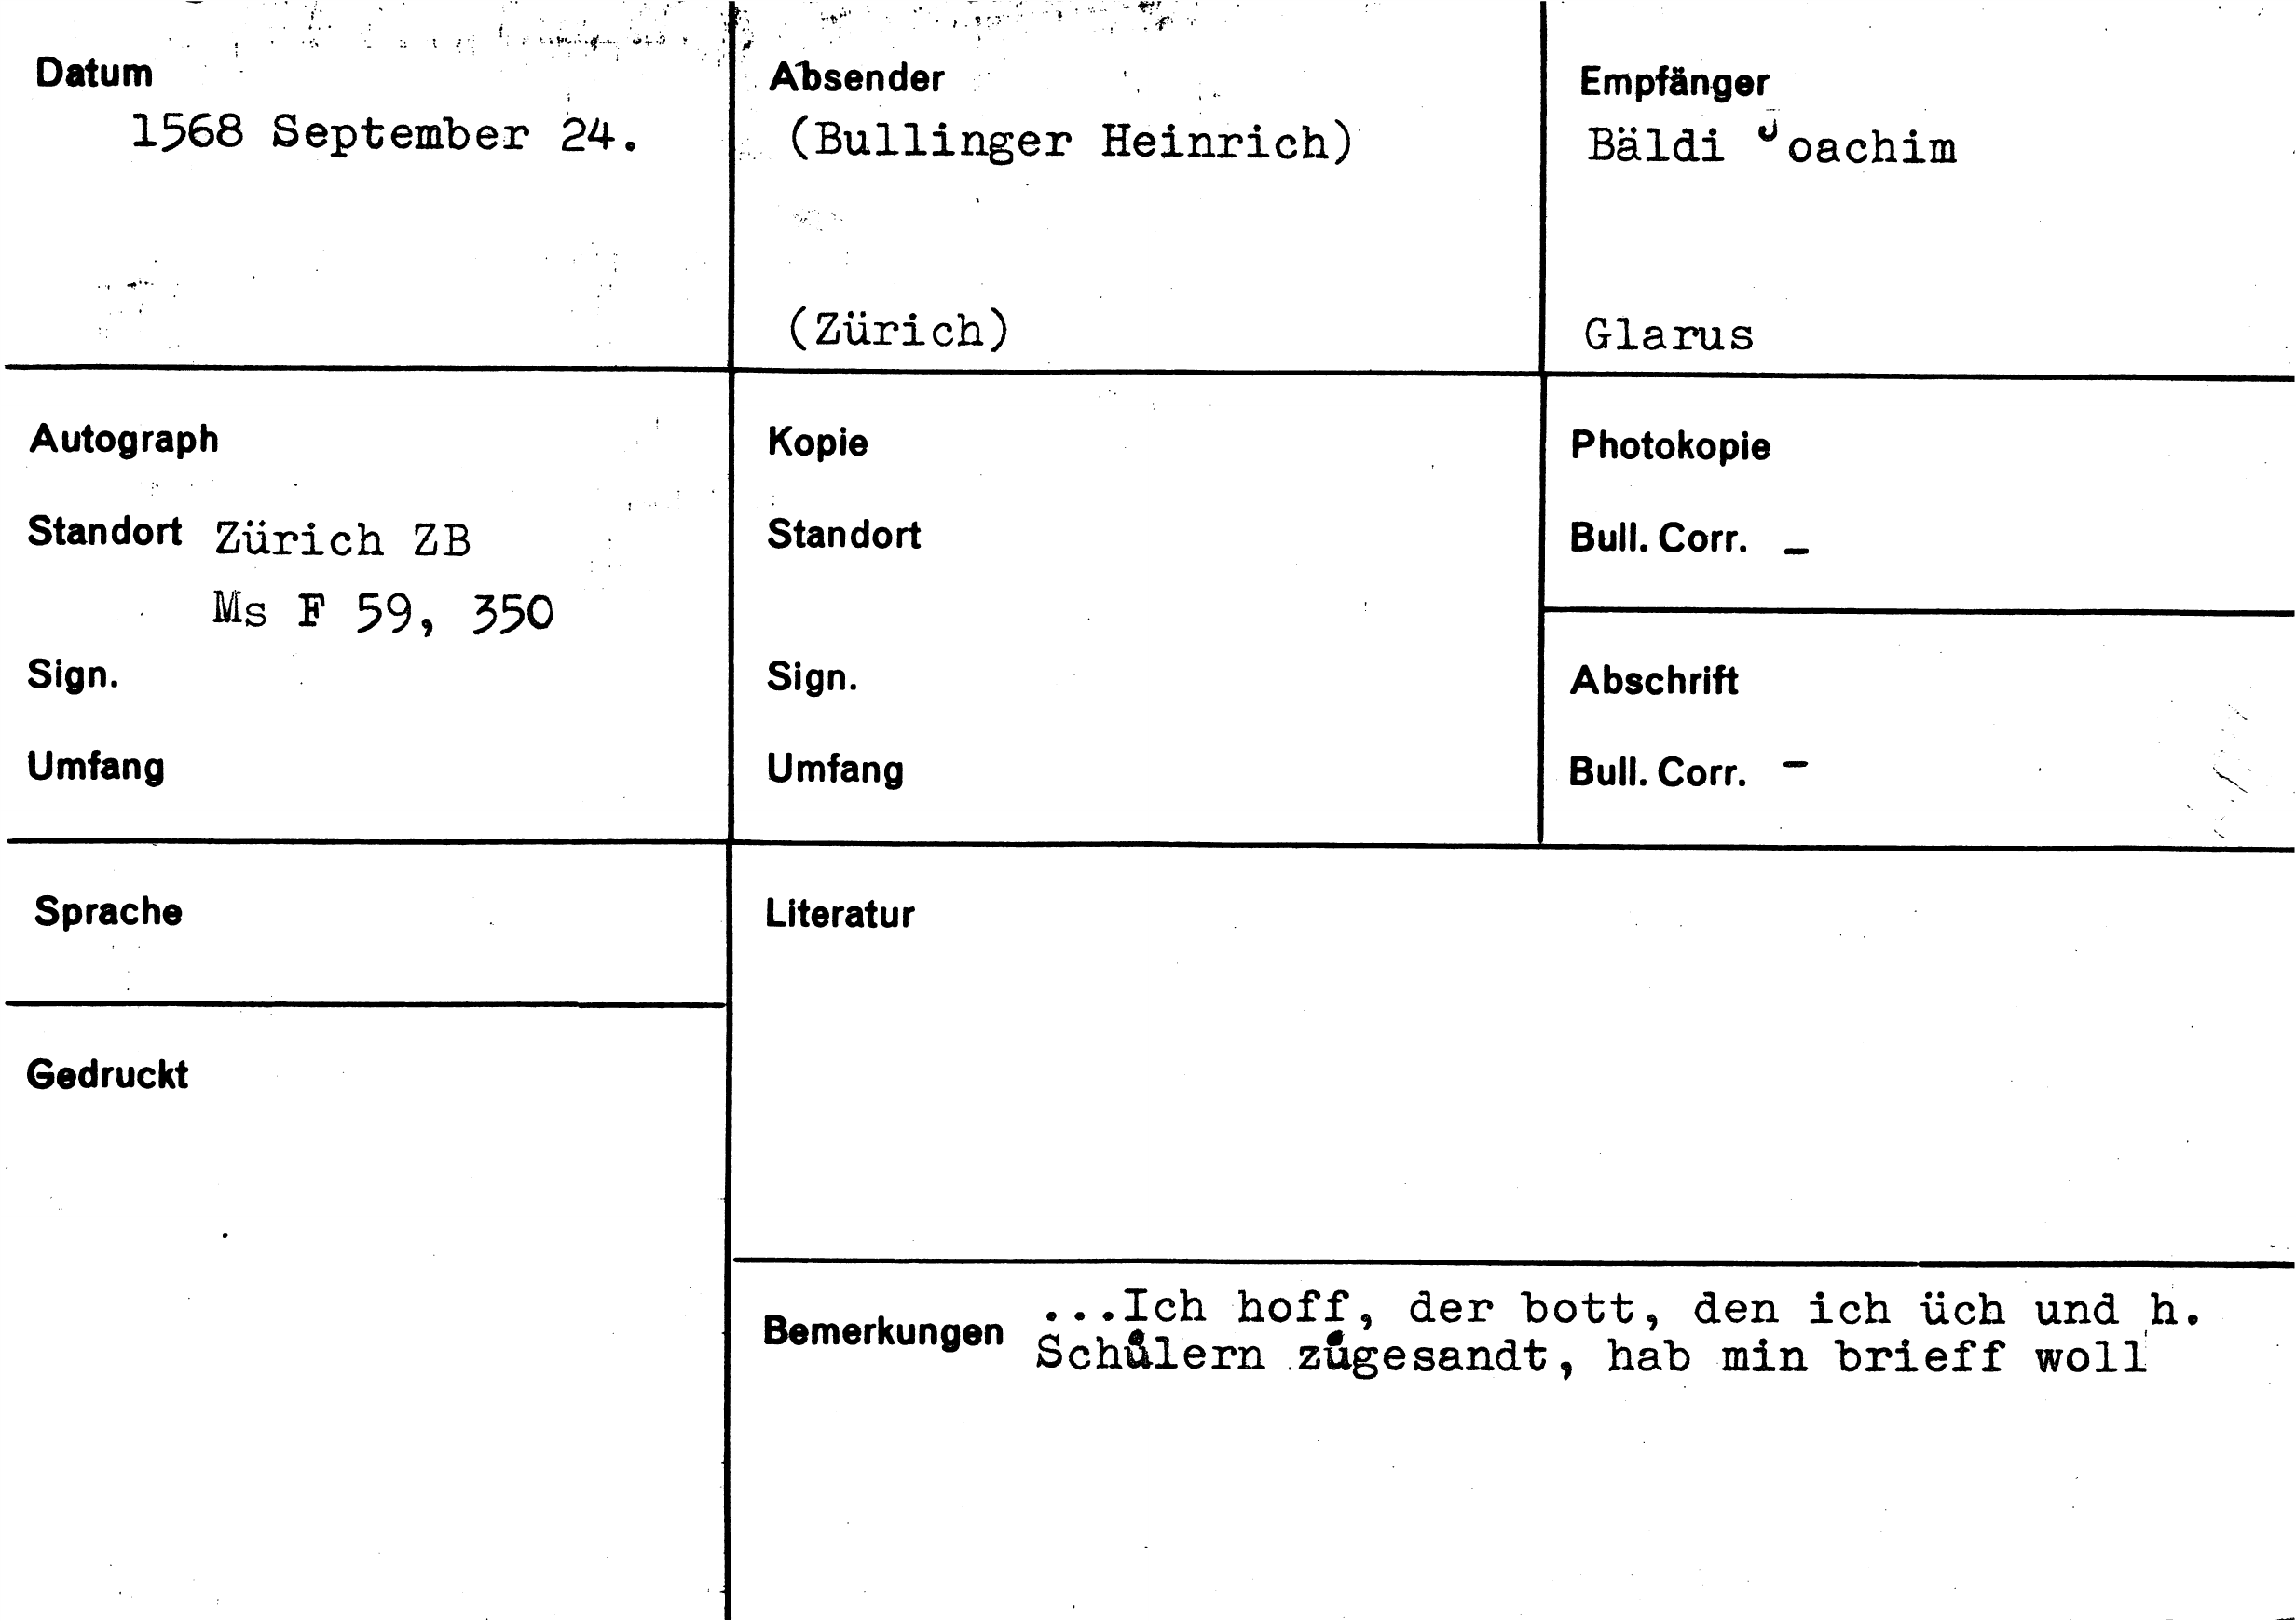 Datum
1568 September 24.
Absender
(Bullinger Heinrich)
(Zürich)
Empfänger
Bäldi Joachim
Glarus
Autograph
Standort Zürich ZB
Ms F 59, 350
Sign.
Umfang
Kopie
Standort
Sign.
Umfang
Photokopie
Bull. Corr. –
Abschrift
Bull. Corr. –
Sprache
Gedruckt
Literatur
Bemerkungen
...Ich hoff, der bott, den ich üch und h.
Schůlern zůgesandt, hab min brieff woll